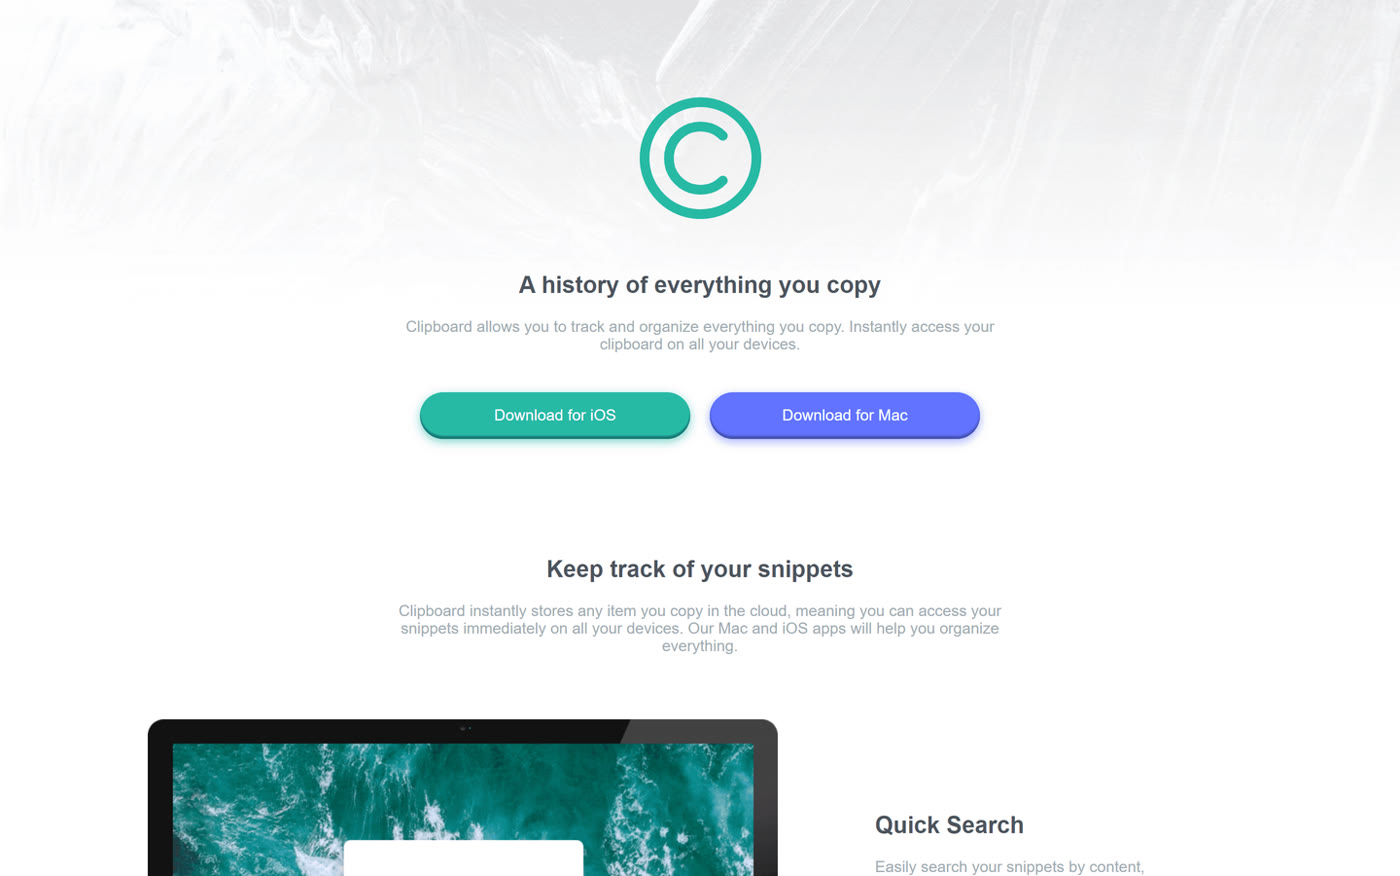 A history of everything you copy
Clipboard allows you to track and organize everything you copy. Instantly access your
clipboard on all your devices.
Download for iOS
Download for Mac
Keep track of your snippets
Clipboard instantly stores any item you copy in the cloud, meaning you can access your
snippets immediately on all your devices. Our Mac and iOS apps will help you organize
everything.
Quick Search
Easily search your snippets by content,